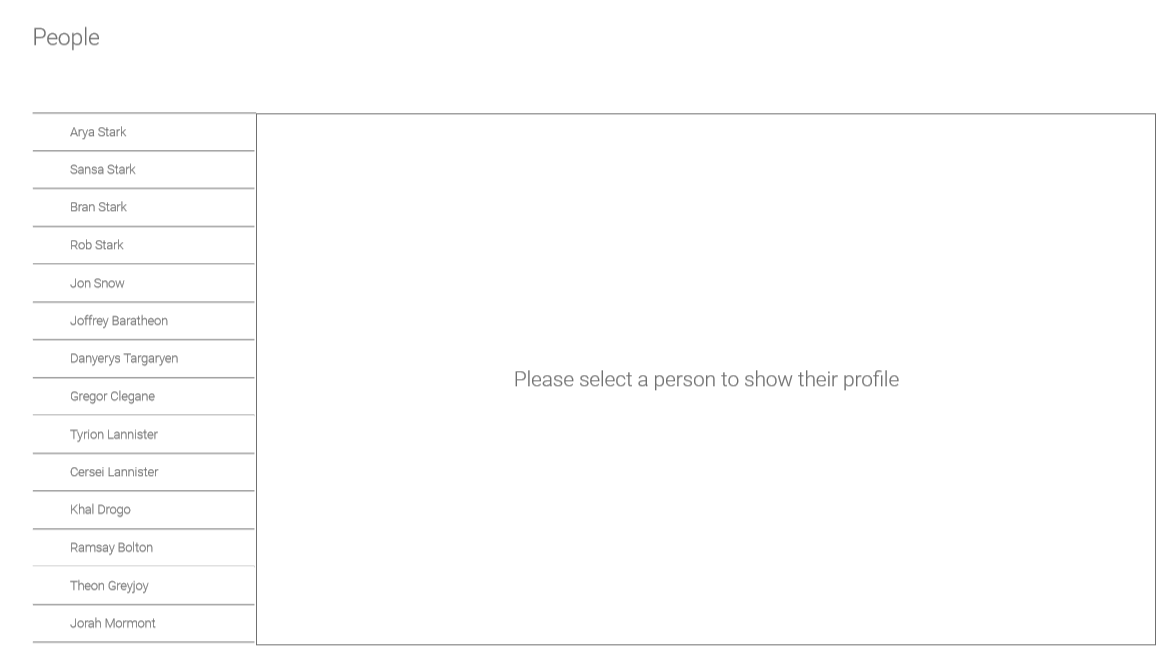 People
Arya Stark
Sansa Stark
Bran Stark
Rob Stark
Jon Snow
Joffrey Baratheon
Danyerys Targaryen
Gregor Clegane
Tyrion Lannister
Cersei Lannister
Khal Drogo
Ramsay Bolton
Theon Greyjoy
Jorah Mormont
Please select a person to show their profile